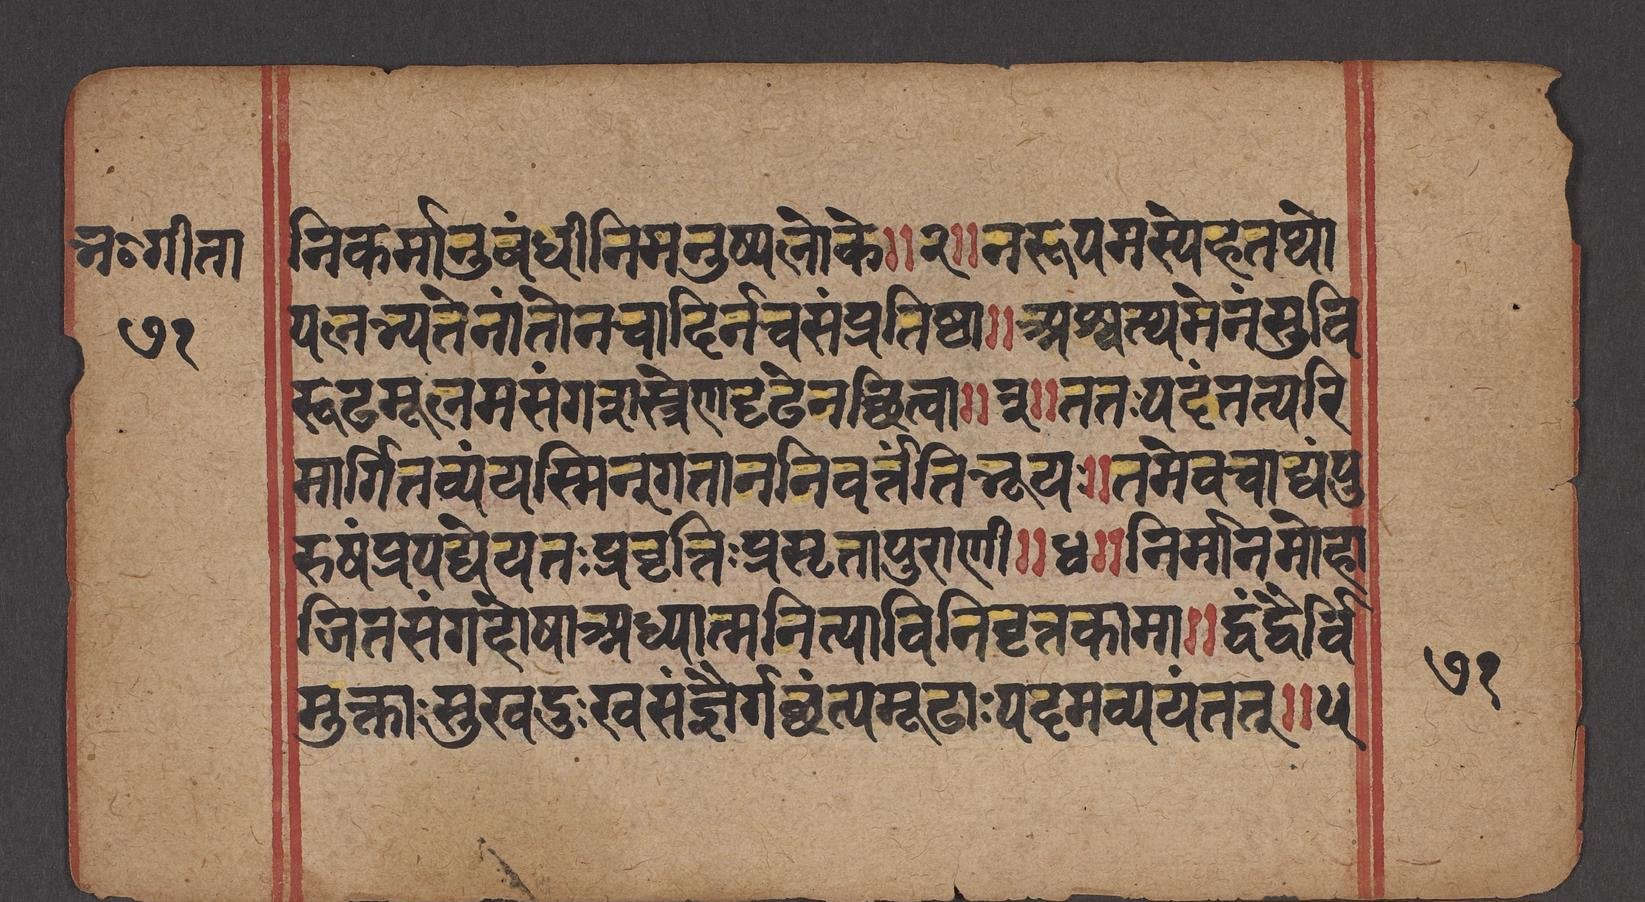 भ॰गीता
७१
निकर्मानुबंधीनिमनुष्यलोके॥२॥नरूपमस्येहतथो
पलभ्यतेनांतोनचादिर्नचसंप्रतिष्ठा॥अश्वत्थमेनंसुवि
रूढमूलमसंगशस्त्रेणदृढेनछित्वा॥३॥ततःपदंतत्परि
मार्गितव्यंयस्मिन्गताननिवर्त्तंतिभूयः॥तमेवचाद्यंपु
रुषंप्रपद्येयतःप्रवृत्तिःप्रसृतापुराणी॥४॥निर्मानमोहा
जितसंगदोषाअध्यात्मनित्याविनिवृत्तकामा॥द्वंद्वैर्वि
मुक्ताःसुखदुःखसंज्ञैर्गछंत्यमूढाःपदमव्ययंतत्॥५
७१